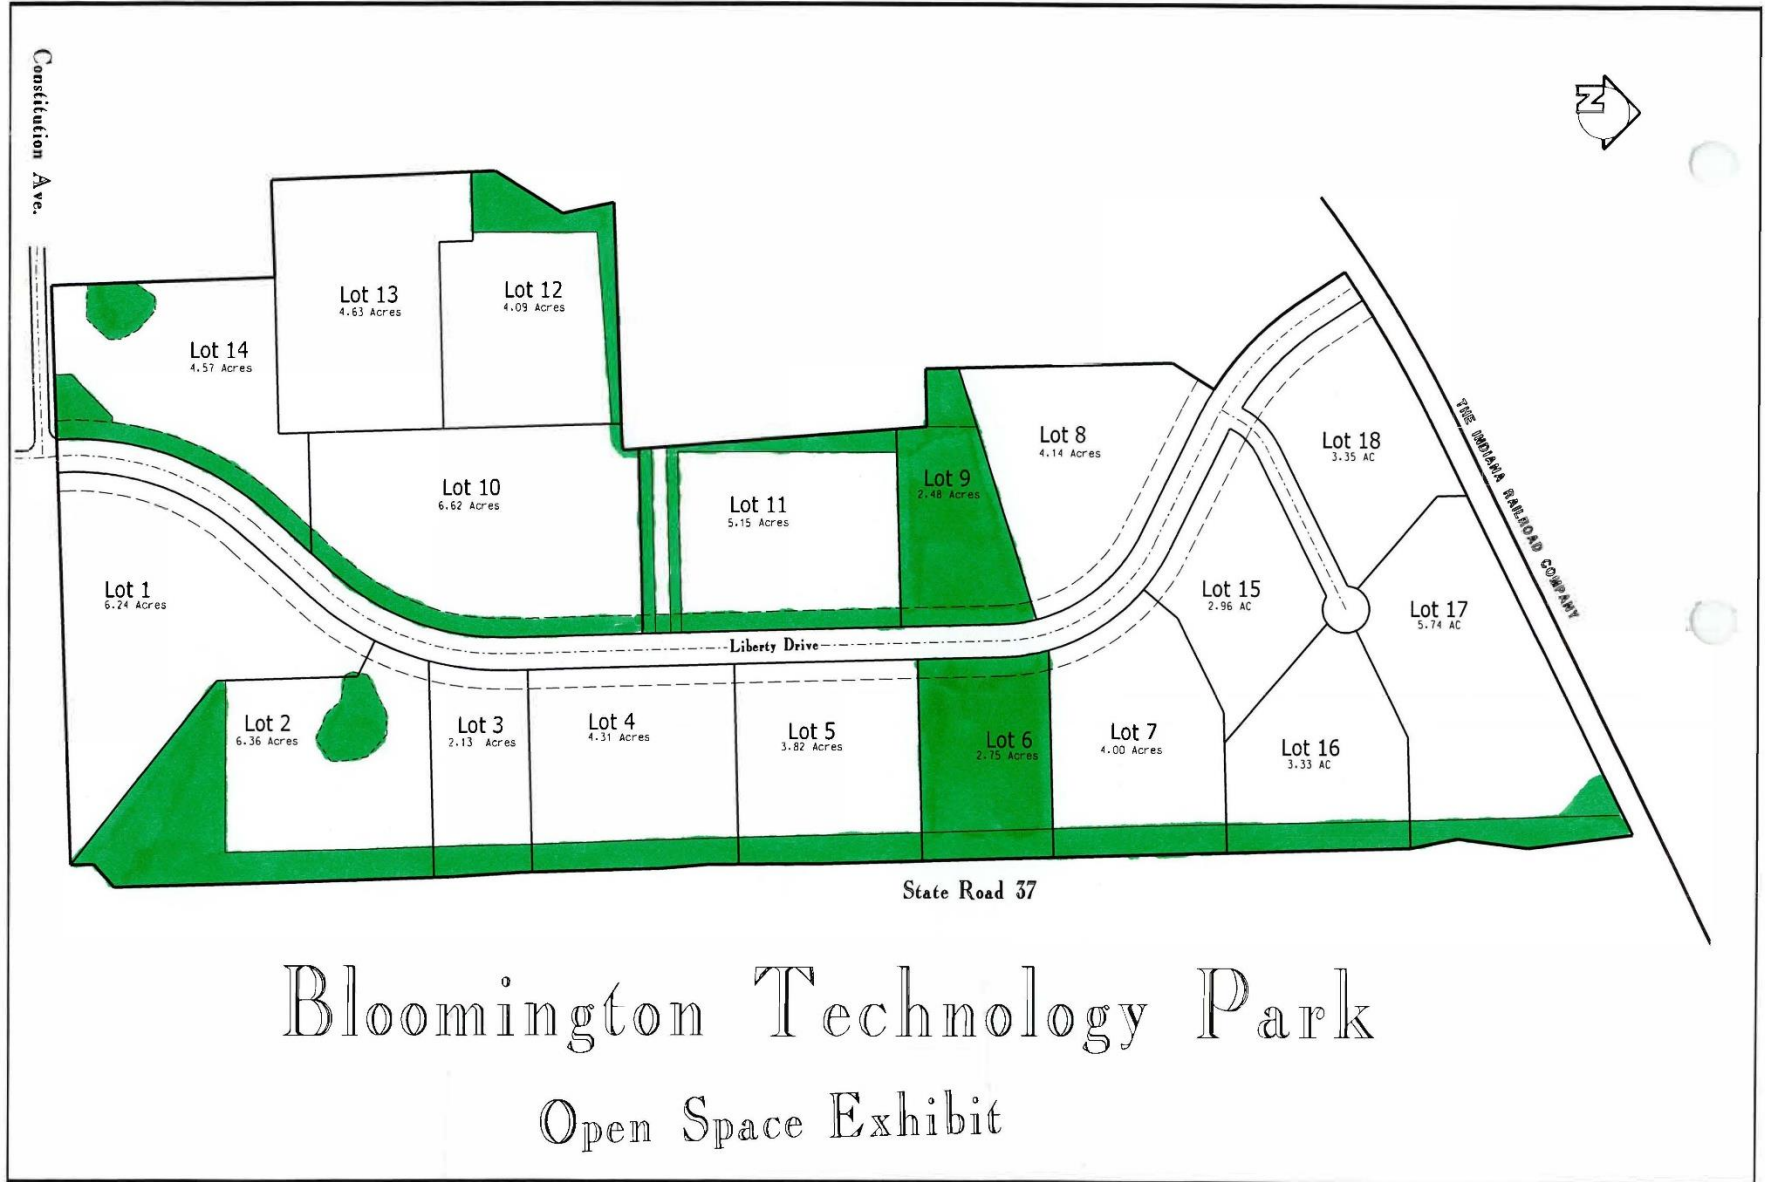 Constitution Ave.
N
Lot 13
4.63 Acres
Lot 12
4.09 Acres
Lot 14
4.57 Acres
Lot 8
4.14 Acres
Lot 18
3.35 AC
THE INDIANA RAILROAD COMPANY
Lot 10
6.62 Acres
Lot 11
5.15 Acres
Lot 9
2.48 Acres
Lot 1
6.24 Acres
Lot 15
2.96 AC
Lot 17
5.74 AC
Liberty Drive
Lot 2
6.36 Acres
Lot 3
2.13 Acres
Lot 4
4.31 Acres
Lot 5
3.82 Acres
Lot 6
2.75 Acres
Lot 7
4.00 Acres
Lot 16
3.33 AC
State Road 37
Bloomington Technology Park
Open Space Exhibit